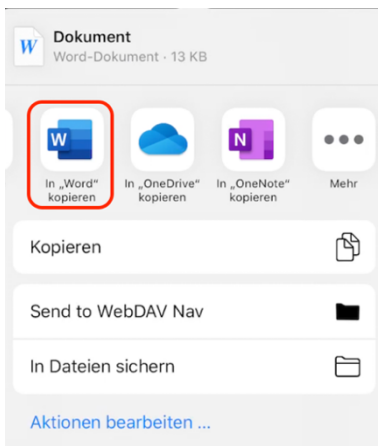 W
Dokument
Word-Dokument · 13 KB
W
N
In „Word“ In „OneDrive“ In „OneNote“ Mehr
kopieren kopieren kopieren
Kopieren
Send to WebDAV Nav
In Dateien sichern
Aktionen bearbeiten ...